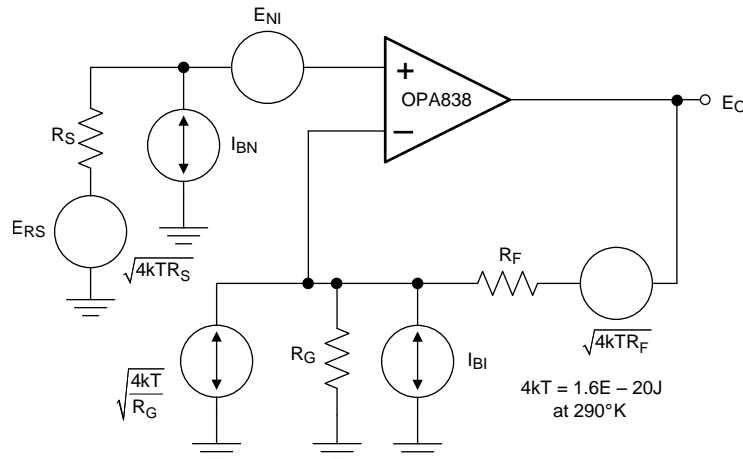 E_NI
+
OPA838
−
E_O
R_S
I_BN
E_RS
√4kTR_S
R_F
√4kTR_F
R_G
I_BI
√4kT/R_G
4kT = 1.6E – 20J
at 290°K